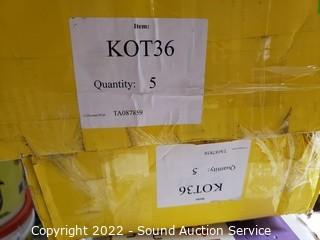 Item:
KOT36
Quantity: 5
TA087859
KOT36
Quantity: 5
Copyright 2022 - Sound Auction Service